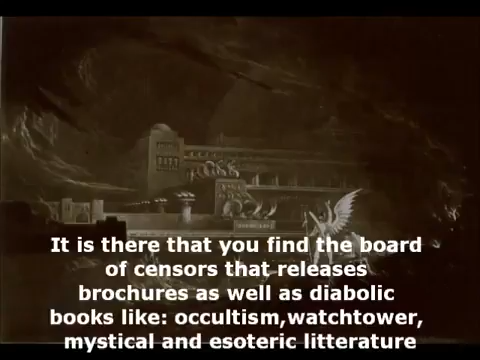 It is there that you find the board
of censors that releases
brochures as well as diabolic
books like: occultism,watchtower,
mystical and esoteric litterature